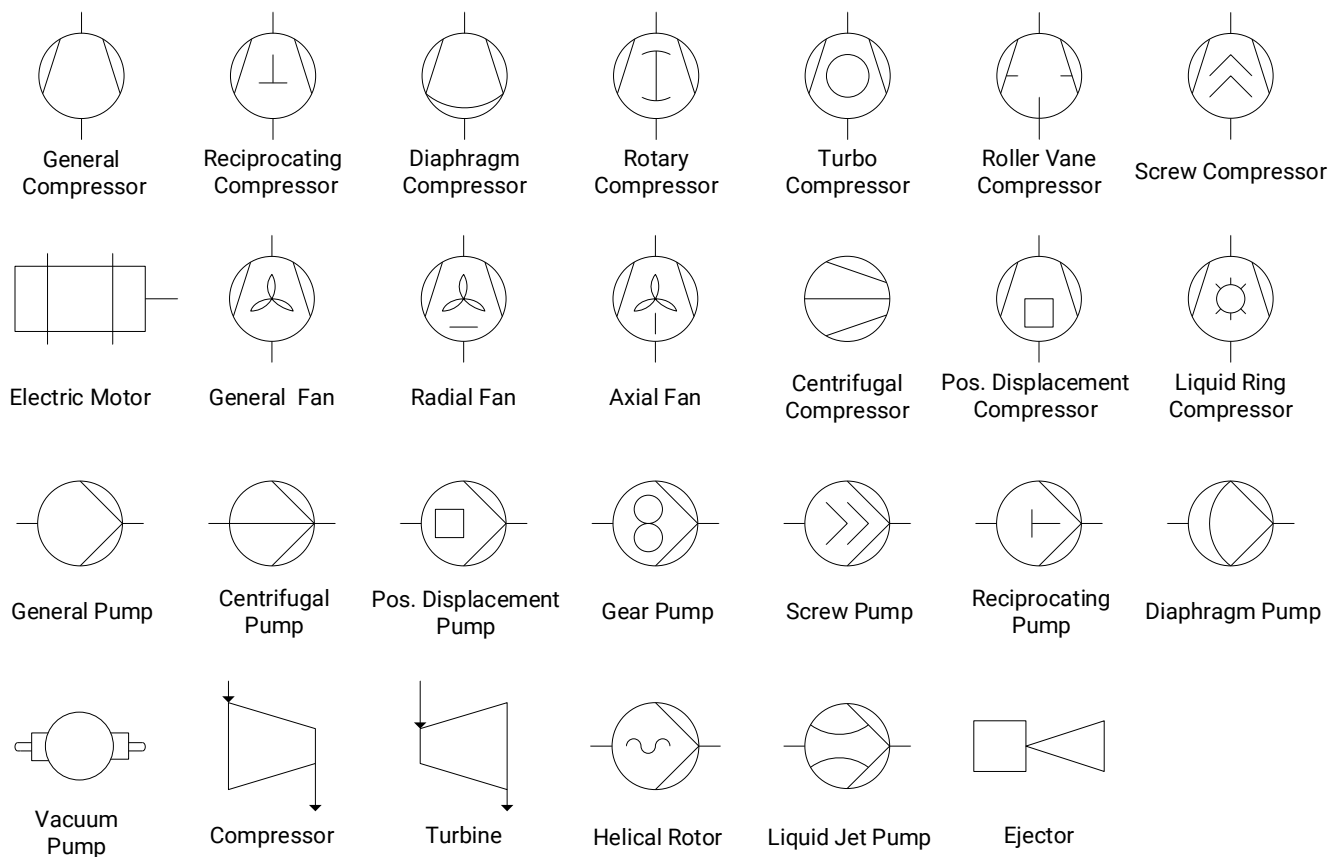 General
Compressor
Reciprocating
Compressor
Diaphragm
Compressor
Rotary
Compressor
Turbo
Compressor
Roller Vane
Compressor
Screw Compressor
Electric Motor
General Fan
Radial Fan
Axial Fan
Centrifugal
Compressor
Pos. Displacement
Compressor
Liquid Ring
Compressor
General Pump
Centrifugal
Pump
Pos. Displacement
Pump
Gear Pump
Screw Pump
Reciprocating
Pump
Diaphragm Pump
Vacuum
Pump
Compressor
Turbine
Helical Rotor
Liquid Jet Pump
Ejector